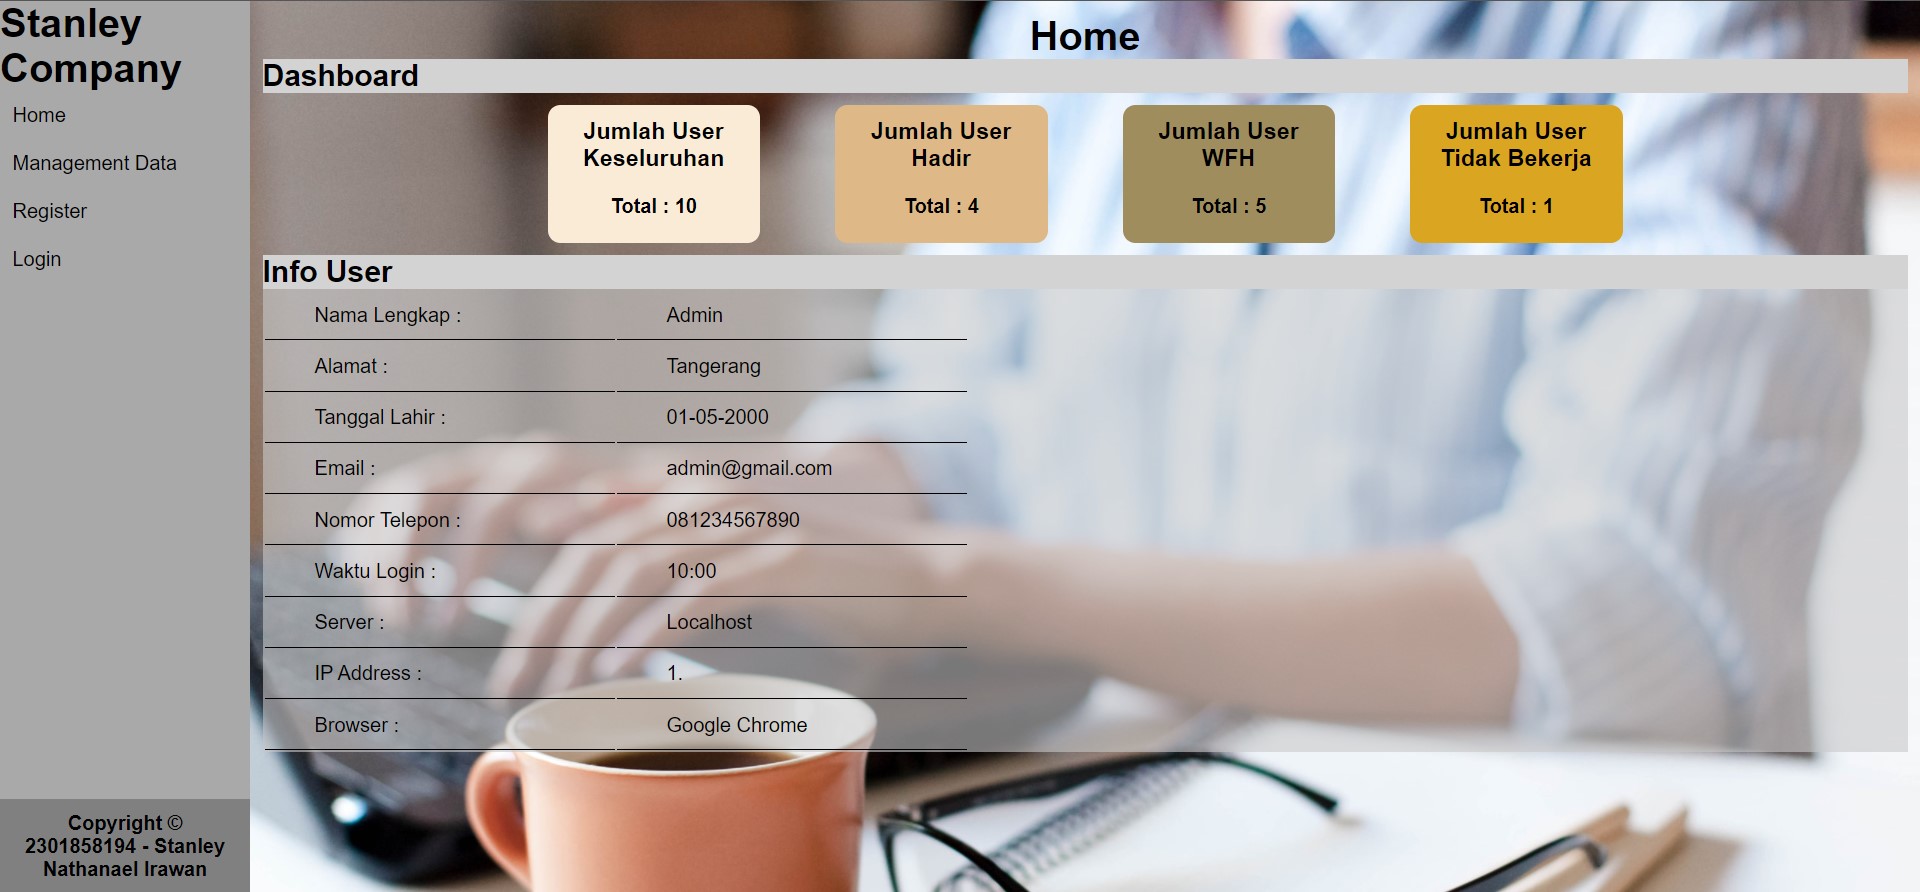 Stanley
Company
Home
Management Data
Register
Login
Copyright ©
2301858194 - Stanley
Nathanael Irawan
Home
Dashboard
Jumlah User
Keseluruhan
Total : 10
Jumlah User
Hadir
Total : 4
Jumlah User
WFH
Total : 5
Jumlah User
Tidak Bekerja
Total : 1
Info User
Nama Lengkap : Admin
Alamat : Tangerang
Tanggal Lahir : 01-05-2000
Email : admin@gmail.com
Nomor Telepon : 081234567890
Waktu Login : 10:00
Server : Localhost
IP Address : 1.
Browser : Google Chrome